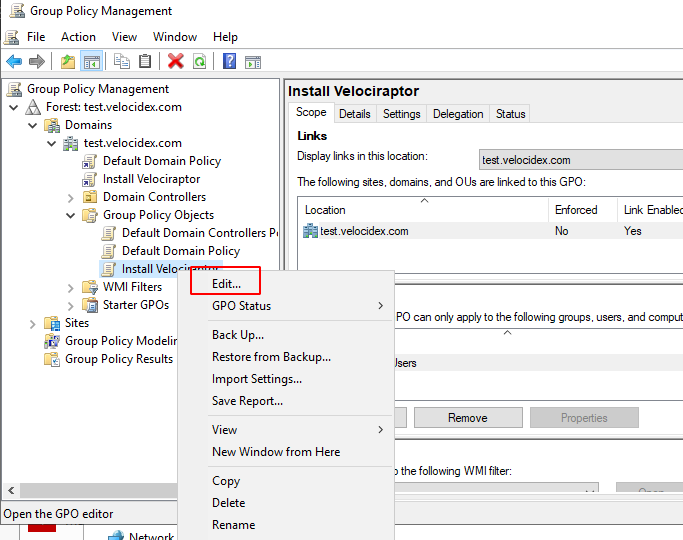 Group Policy Management
File Action View Window Help
Group Policy Management
Forest: test.velocidex.com
Domains
test.velocidex.com
Default Domain Policy
Install Velociraptor
Domain Controllers
Group Policy Objects
Default Domain Controllers P
Default Domain Policy
Install Velociraptor
WMI Filters
Starter GPOs
Sites
Group Policy Modelin
Group Policy Results
Install Velociraptor
Scope Details Settings Delegation Status
Links
Display links in this location: test.velocidex.com
The following sites, domains, and OUs are linked to this GPO:
Location Enforced Link Enabled
test.velocidex.com No Yes
PO can only apply to the following groups, users, and comput
Users
Remove Properties
o the following WMI filter:
Open
Edit...
GPO Status
Back Up...
Restore from Backup...
Import Settings...
Save Report...
View
New Window from Here
Copy
Delete
Rename
Open the GPO editor
Network